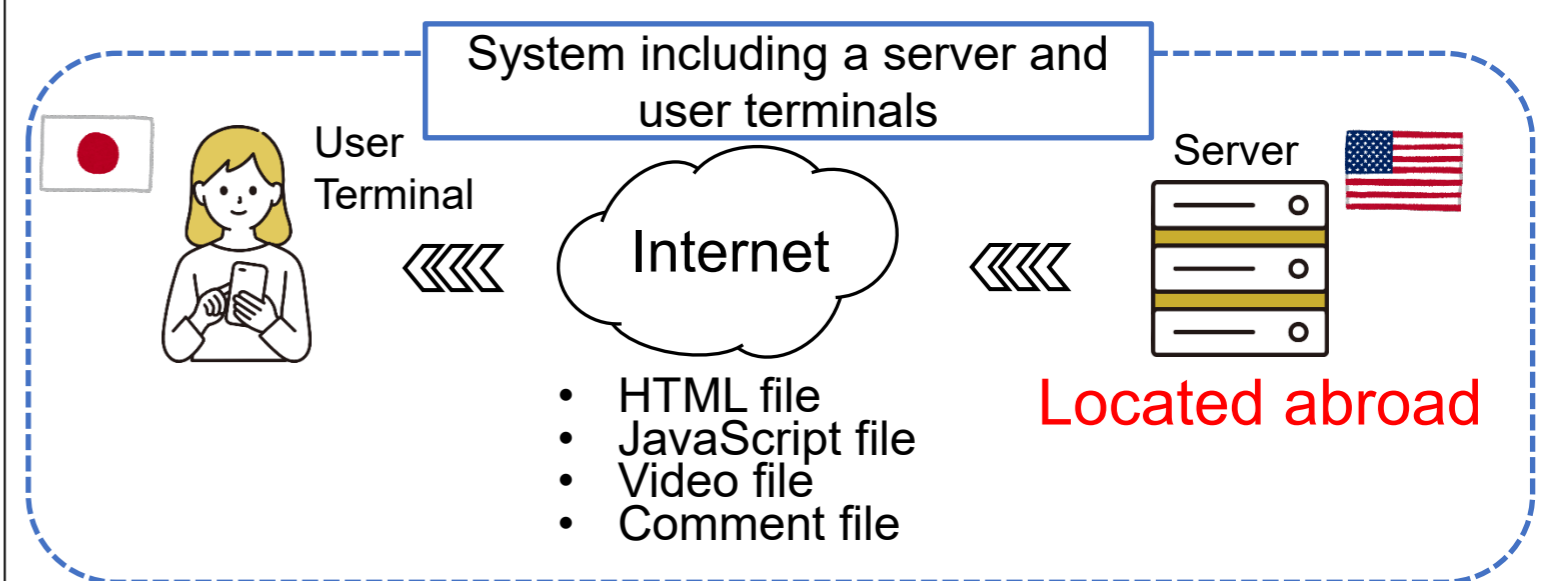 System including a server and
user terminals
User
Terminal
Internet
Server
• HTML file
• JavaScript file
• Video file
• Comment file
Located abroad